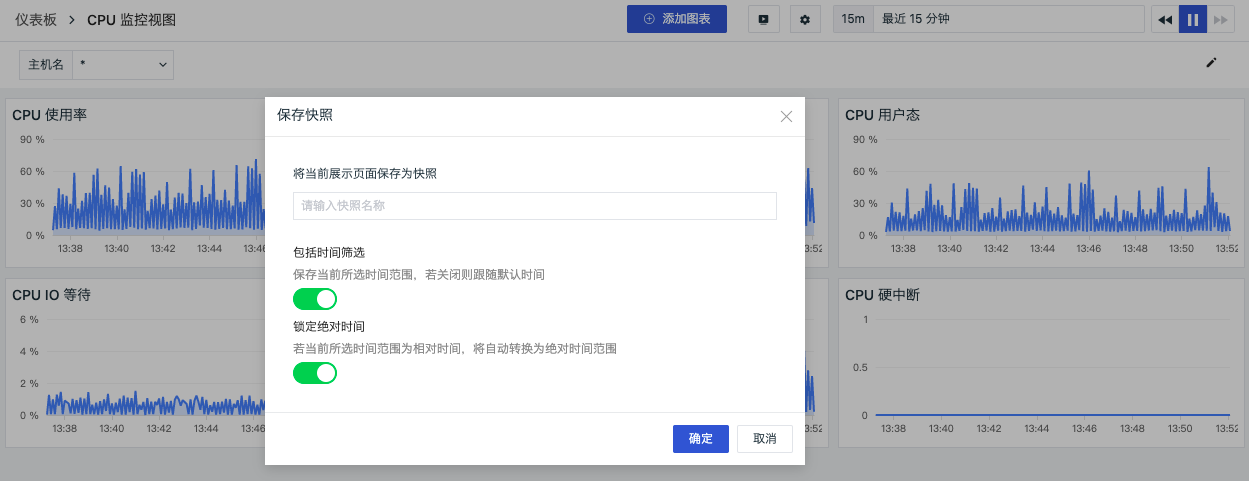 仪表板 > CPU 监控视图
添加图表
15m 最近 15 分钟
主机名 *
CPU 使用率
90 %
60 %
30 %
0 %
13:38 13:40 13:42 13:44 13:46
CPU 用户态
90 %
60 %
30 %
0 %
13:38 13:40 13:42 13:44 13:46 13:48 13:50 13:52
CPU IO 等待
6 %
4 %
2 %
0 %
13:38 13:40 13:42 13:44 13:46
CPU 硬中断
1
0.5
0
13:38 13:40 13:42 13:44 13:46 13:48 13:50 13:52
保存快照
将当前展示页面保存为快照
请输入快照名称
包括时间筛选
保存当前所选时间范围，若关闭则跟随默认时间
锁定绝对时间
若当前所选时间范围为相对时间，将自动转换为绝对时间范围
确定 取消